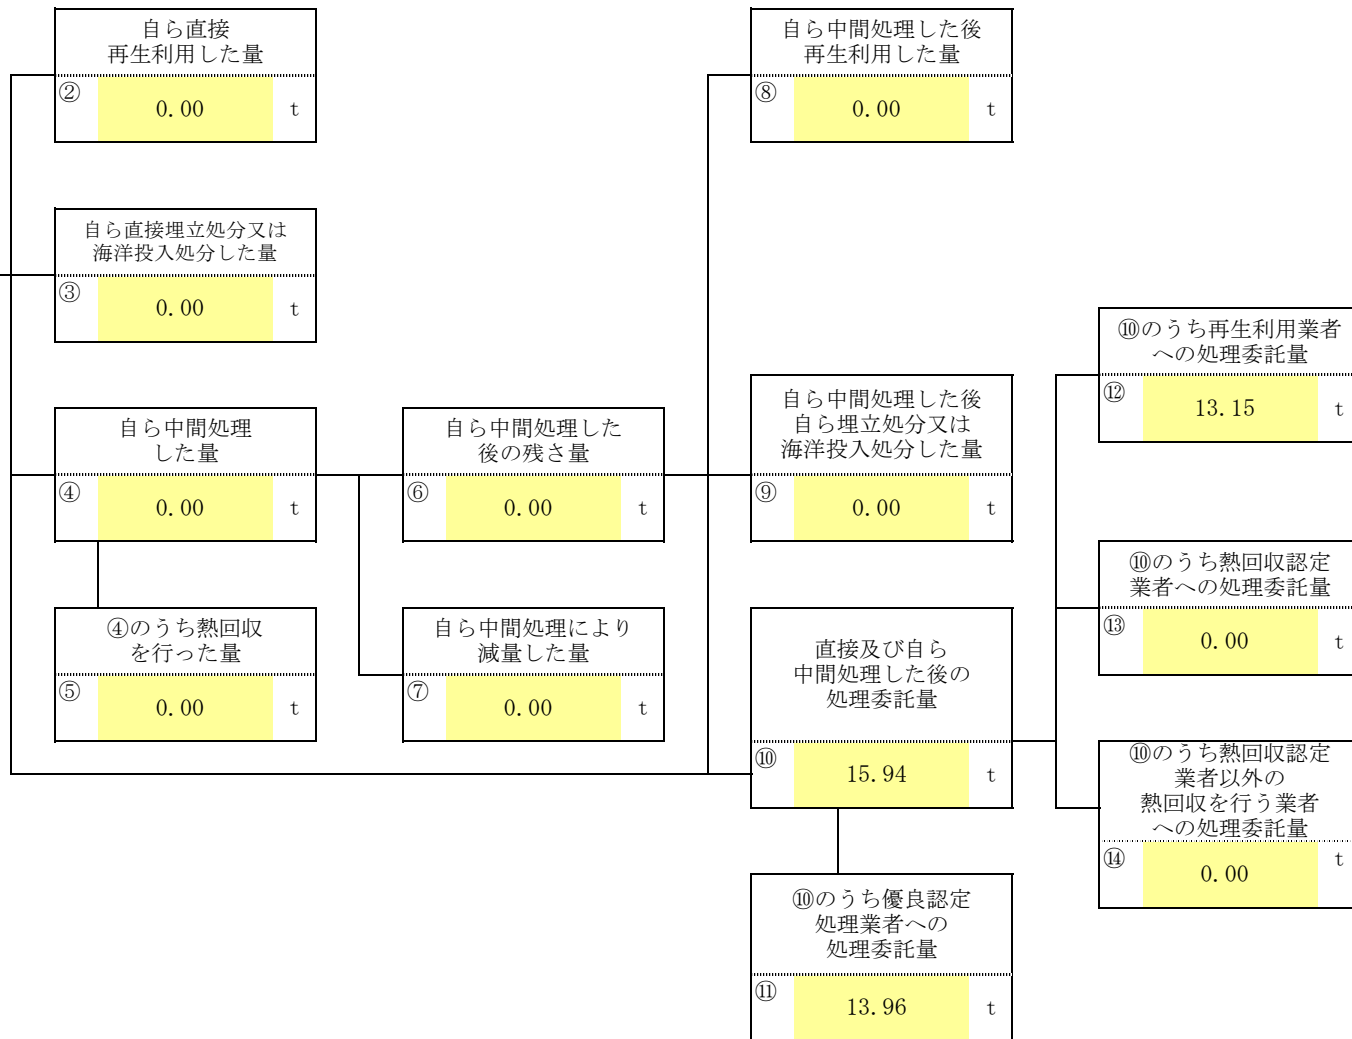 自ら直接
再生利用した量
② 0.00 t
自ら中間処理した後
再生利用した量
⑧ 0.00 t
自ら直接埋立処分又は
海洋投入処分した量
③ 0.00 t
⑩のうち再生利用業者
への処理委託量
⑫ 13.15 t
自ら中間処理
した量
④ 0.00 t
自ら中間処理した
後の残さ量
⑥ 0.00 t
自ら中間処理した後
自ら埋立処分又は
海洋投入処分した量
⑨ 0.00 t
⑩のうち熱回収認定
業者への処理委託量
⑬ 0.00 t
④のうち熱回収
を行った量
⑤ 0.00 t
自ら中間処理により
減量した量
⑦ 0.00 t
直接及び自ら
中間処理した後の
処理委託量
⑩ 15.94 t
⑩のうち熱回収認定
業者以外の
熱回収を行う業者
への処理委託量
⑭ 0.00 t
⑩のうち優良認定
処理業者への
処理委託量
⑪ 13.96 t